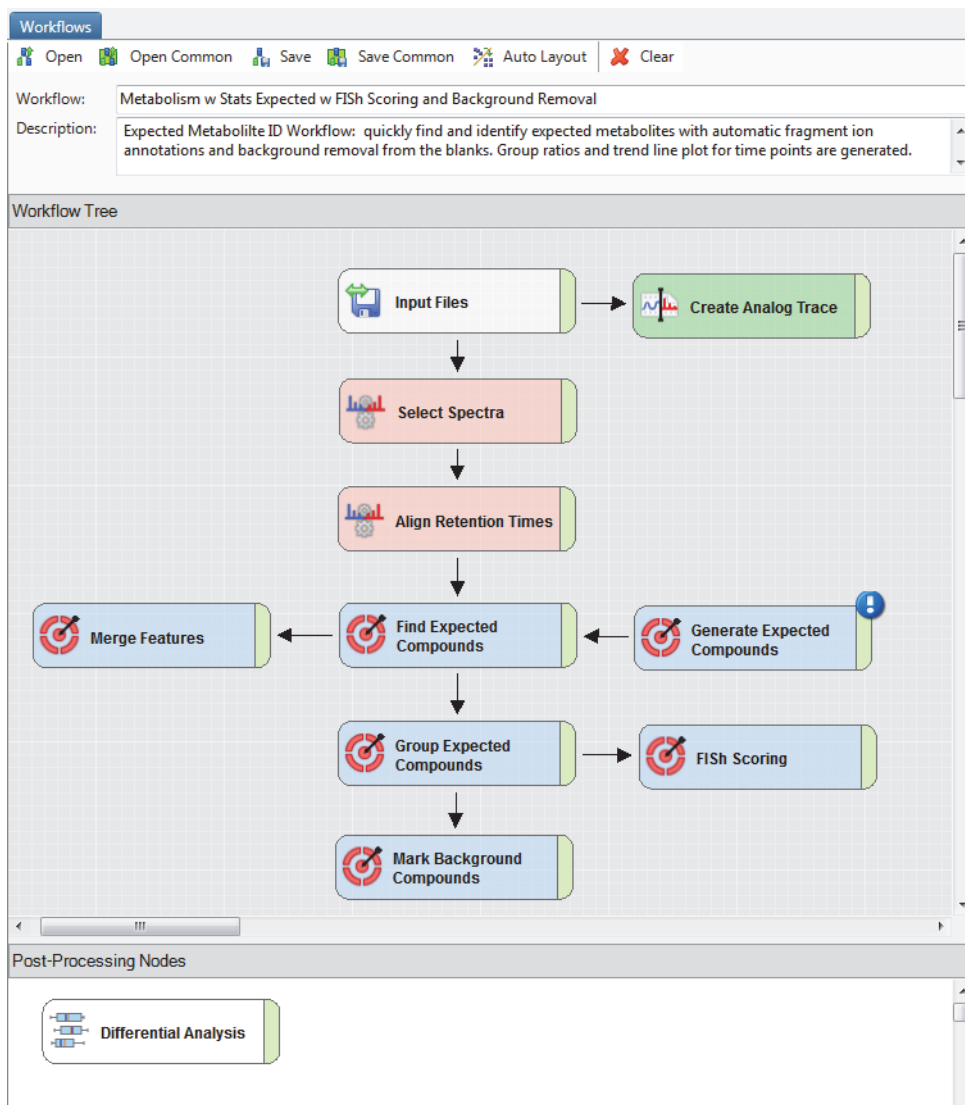 Workflows
Open Open Common Save Save Common Auto Layout Clear
Workflow: Metabolism w Stats Expected w FISh Scoring and Background Removal
Description: Expected Metabolilte ID Workflow: quickly find and identify expected metabolites with automatic fragment ion
annotations and background removal from the blanks. Group ratios and trend line plot for time points are generated.
Workflow Tree
Input Files
Create Analog Trace
Select Spectra
Align Retention Times
Merge Features
Find Expected
Compounds
Generate Expected
Compounds
Group Expected
Compounds
FISh Scoring
Mark Background
Compounds
Post-Processing Nodes
Differential Analysis